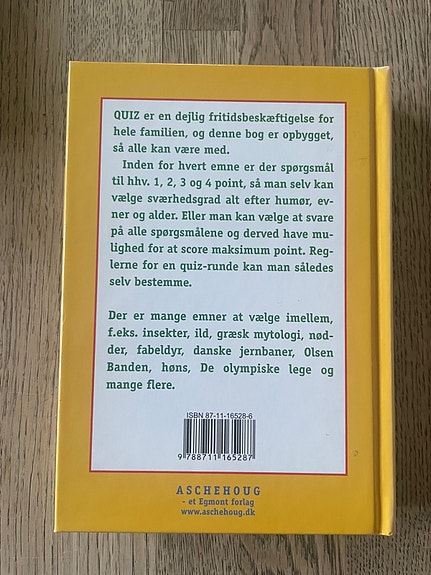 QUIZ er en dejlig fritidsbeskæftigelse for
hele familien, og denne bog er opbygget,
så alle kan være med.
Inden for hvert emne er der spørgsmål
til hhv. 1, 2, 3 og 4 point, så man selv kan
vælge sværhedsgrad alt efter humør, ev-
ner og alder. Eller man kan vælge at svare
på alle spørgsmålene og derved have mu-
lighed for at score maksimum point. Reg-
lerne for en quiz-runde kan man således
selv bestemme.
Der er mange emner at vælge imellem,
f.eks. insekter, ild, græsk mytologi, nød-
der, fabeldyr, danske jernbaner, Olsen
Banden, høns, De olympiske lege og
mange flere.
ISBN 87-11-16528-6
9 788711 165287
ASCHEHOUG
- et Egmont forlag
www.aschehoug.dk